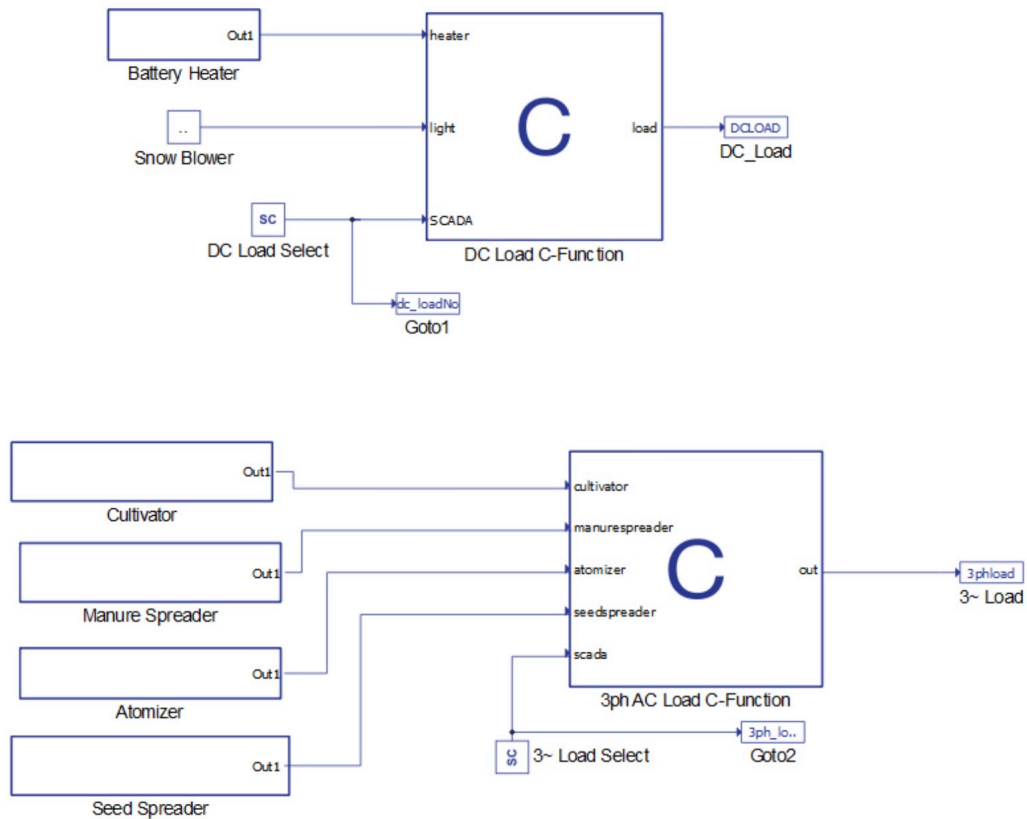 Out1
heater
Battery Heater
C
..
light
load
DCLOAD
Snow Blower
DC_Load
SC
SCADA
DC Load Select
DC Load C-Function
dc_loadNo
Goto1
Out1
cultivator
Cultivator
manurespreader
Out1
C
atomizer
out
3phload
Manure Spreader
3~ Load
seedspreader
Out1
scada
Atomizer
3ph AC Load C-Function
3ph_lo..
SC
3~ Load Select
Goto2
Out1
Seed Spreader